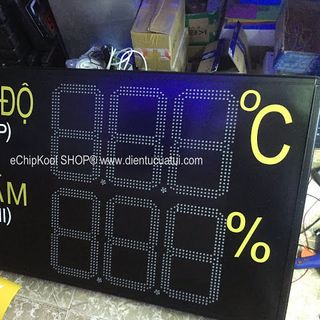 ĐỘ
°C
P)
eChipKool SHOP® www.dientucuatui.com
ẨM
%